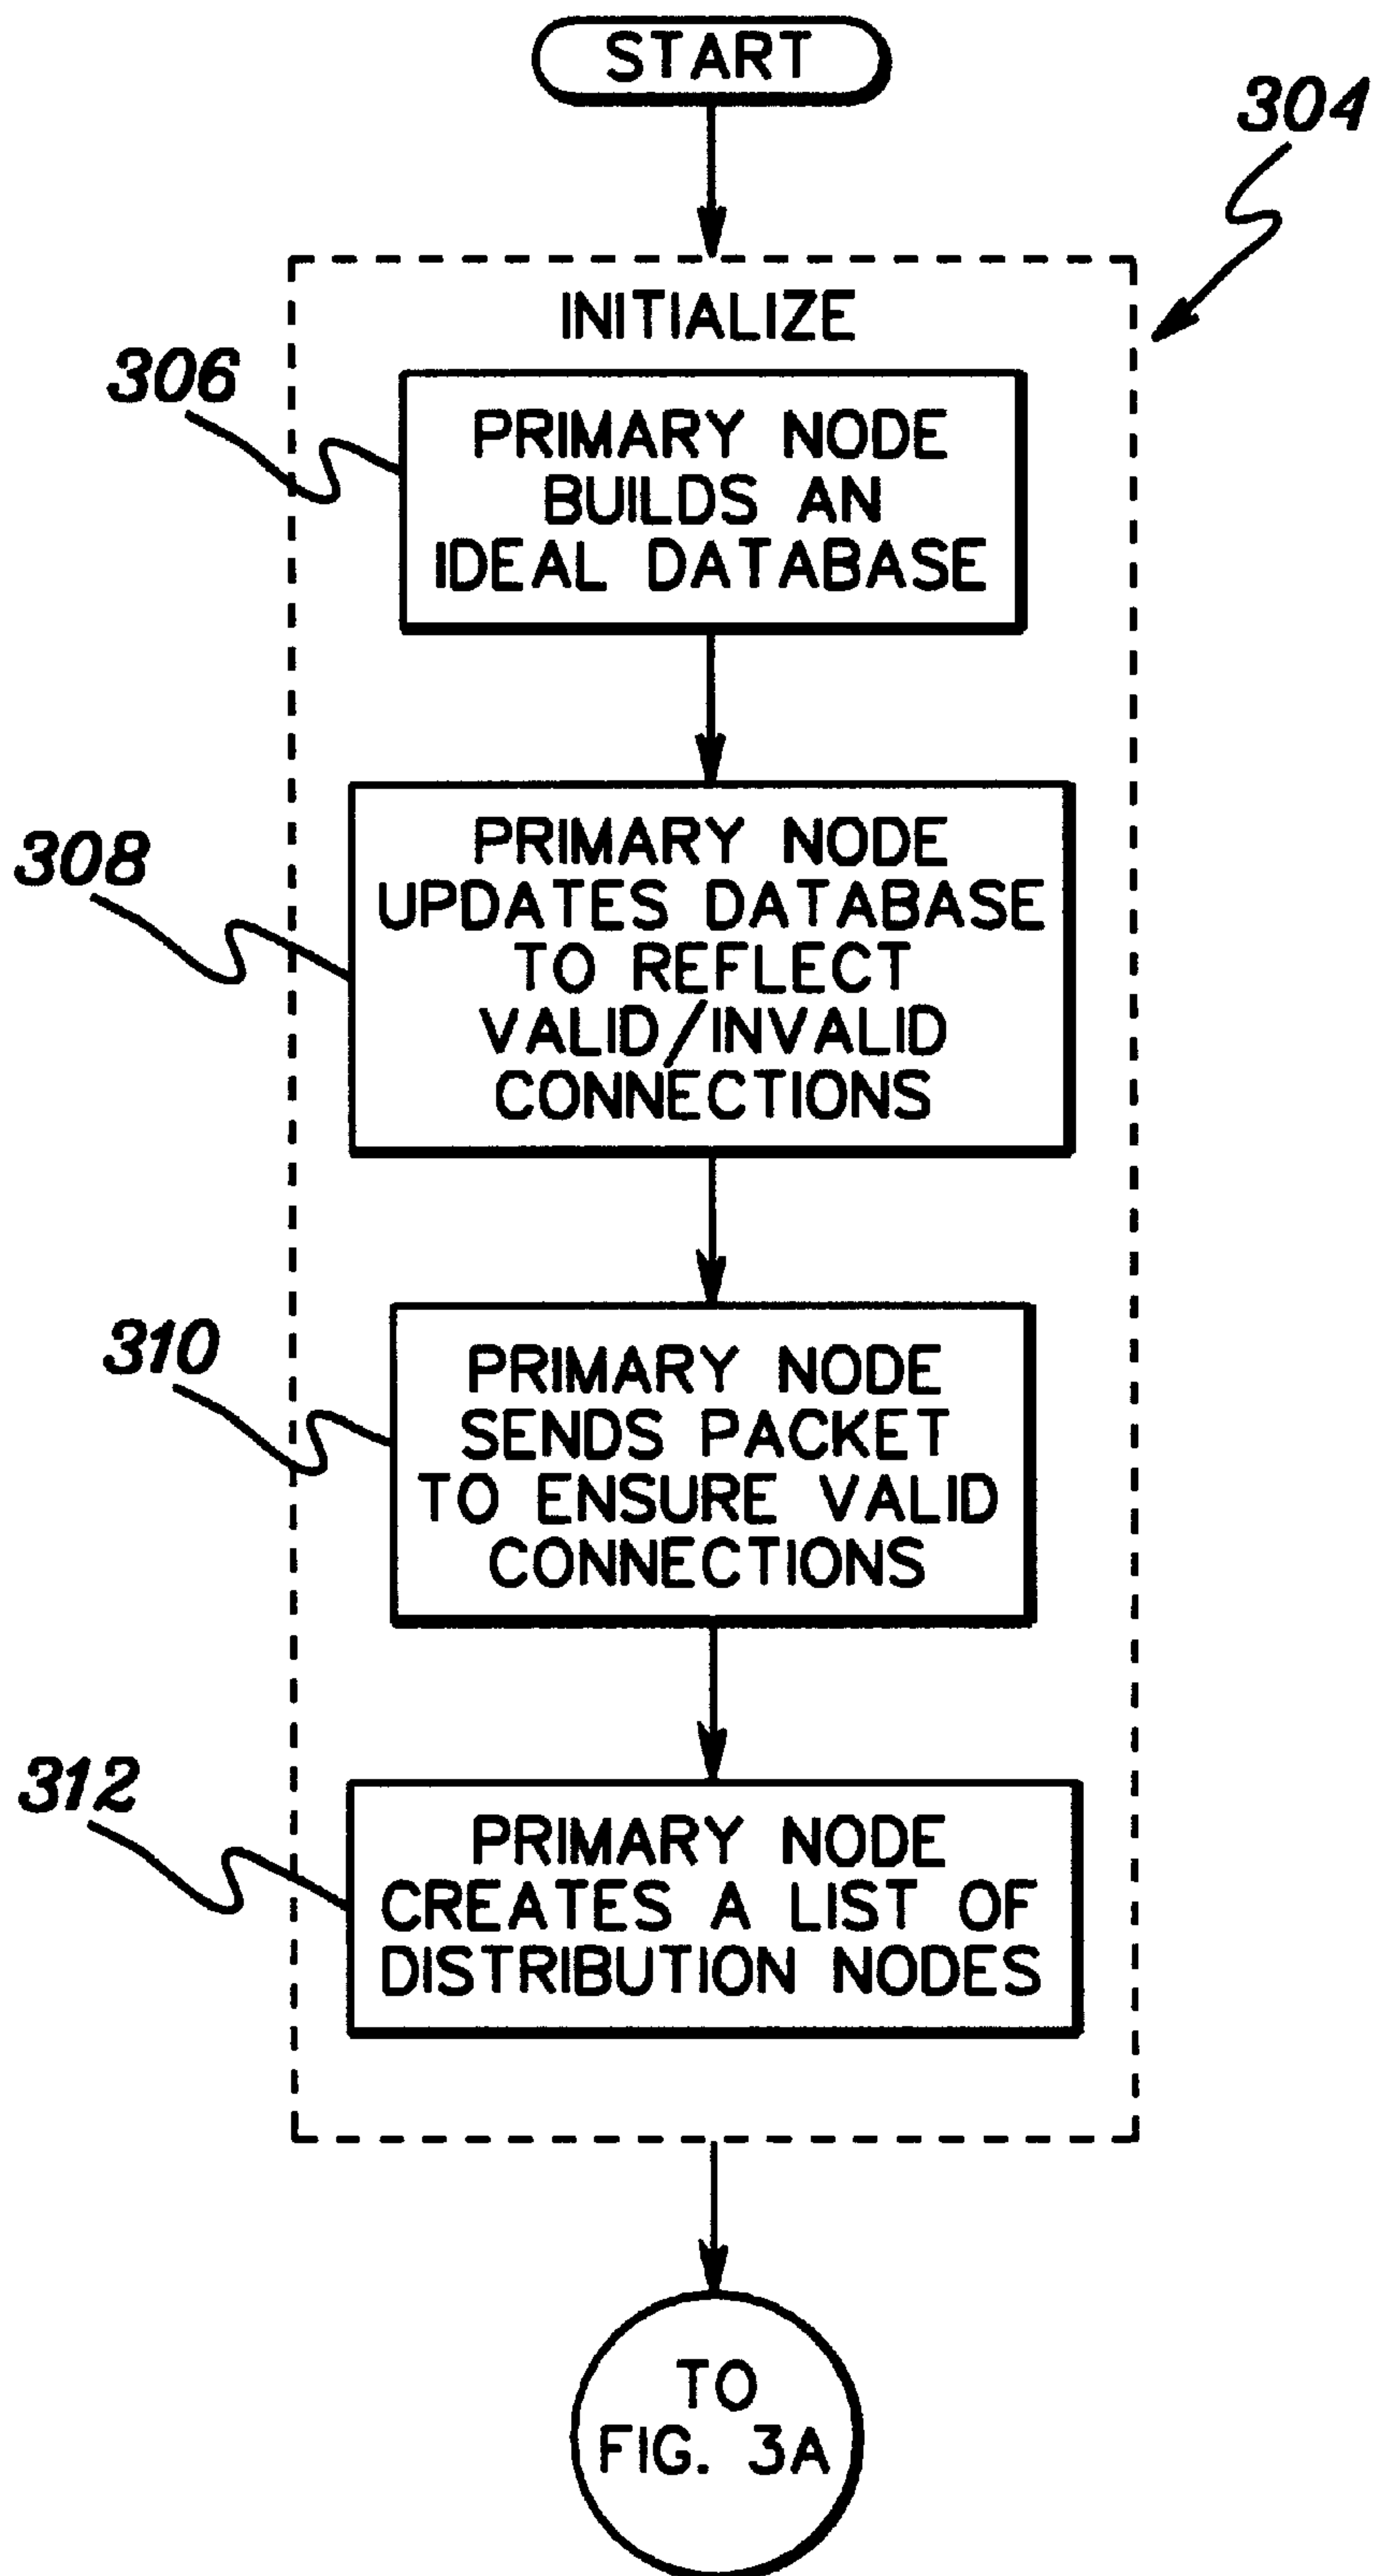 START
304
INITIALIZE
306
PRIMARY NODE
BUILDS AN
IDEAL DATABASE
308
PRIMARY NODE
UPDATES DATABASE
TO REFLECT
VALID/INVALID
CONNECTIONS
310
PRIMARY NODE
SENDS PACKET
TO ENSURE VALID
CONNECTIONS
312
PRIMARY NODE
CREATES A LIST OF
DISTRIBUTION NODES
TO
FIG. 3A